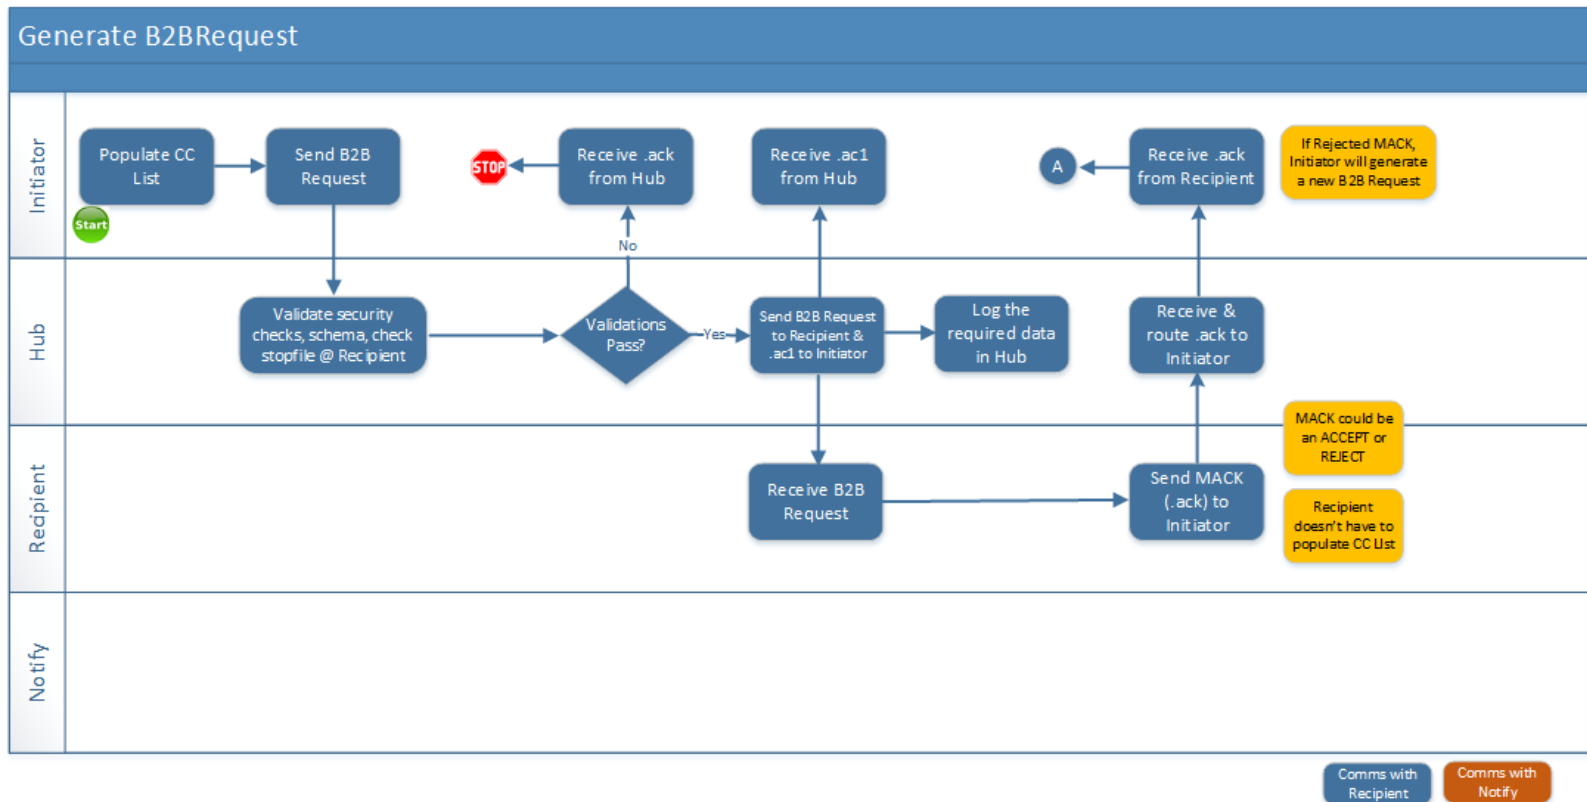 Generate B2BRequest
Initiator
Populate CC
List
Start
Send B2B
Request
STOP
Receive .ack
from Hub
No
Receive .ac1
from Hub
A
Receive .ack
from Recipient
If Rejected MACK,
Initiator will generate
a new B2B Request
Hub
Validate security
checks, schema, check
stopfile @ Recipient
Validations
Pass?
Yes
Send B2B Request
to Recipient &
.ac1 to Initiator
Log the
required data
in Hub
Receive &
route .ack to
Initiator
MACK could be
an ACCEPT or
REJECT
Recipient
Receive B2B
Request
Send MACK
(.ack) to
Initiator
Recipient
doesn't have to
populate CC LIst
Notify
Comms with
Recipient
Comms with
Notify